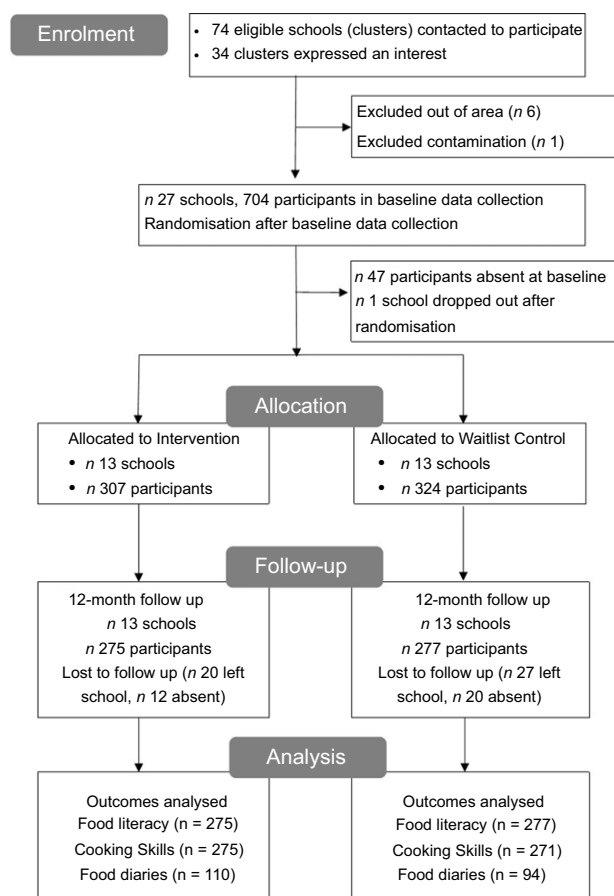 Enrolment
• 74 eligible schools (clusters) contacted to participate
• 34 clusters expressed an interest
Excluded out of area (n 6)
Excluded contamination (n 1)
n 27 schools, 704 participants in baseline data collection
Randomisation after baseline data collection
n 47 participants absent at baseline
n 1 school dropped out after
randomisation
Allocation
Allocated to Intervention
• n 13 schools
• n 307 participants
Allocated to Waitlist Control
• n 13 schools
• n 324 participants
Follow-up
12-month follow up
n 13 schools
n 275 participants
Lost to follow up (n 20 left
school, n 12 absent)
12-month follow up
n 13 schools
n 277 participants
Lost to follow up (n 27 left
school, n 20 absent)
Analysis
Outcomes analysed
Food literacy (n = 275)
Cooking Skills (n = 275)
Food diaries (n = 110)
Outcomes analysed
Food literacy (n = 277)
Cooking Skills (n = 271)
Food diaries (n = 94)